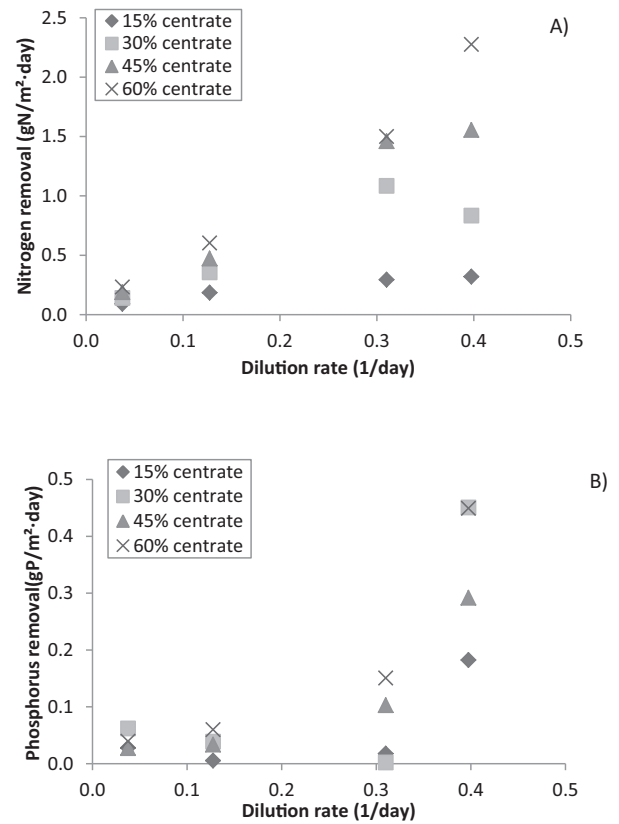 A)
2.5
2.0
1.5
1.0
0.5
0.0
15% centrate
30% centrate
45% centrate
60% centrate
Nitrogen removal (gN/m²·day)
0.0 0.1 0.2 0.3 0.4 0.5
Dilution rate (1/day)
B)
0.5
0.4
0.3
0.2
0.1
0.0
15% centrate
30% centrate
45% centrate
60% centrate
Phosphorus removal(gP/m²·day)
0.0 0.1 0.2 0.3 0.4 0.5
Dilution rate (1/day)